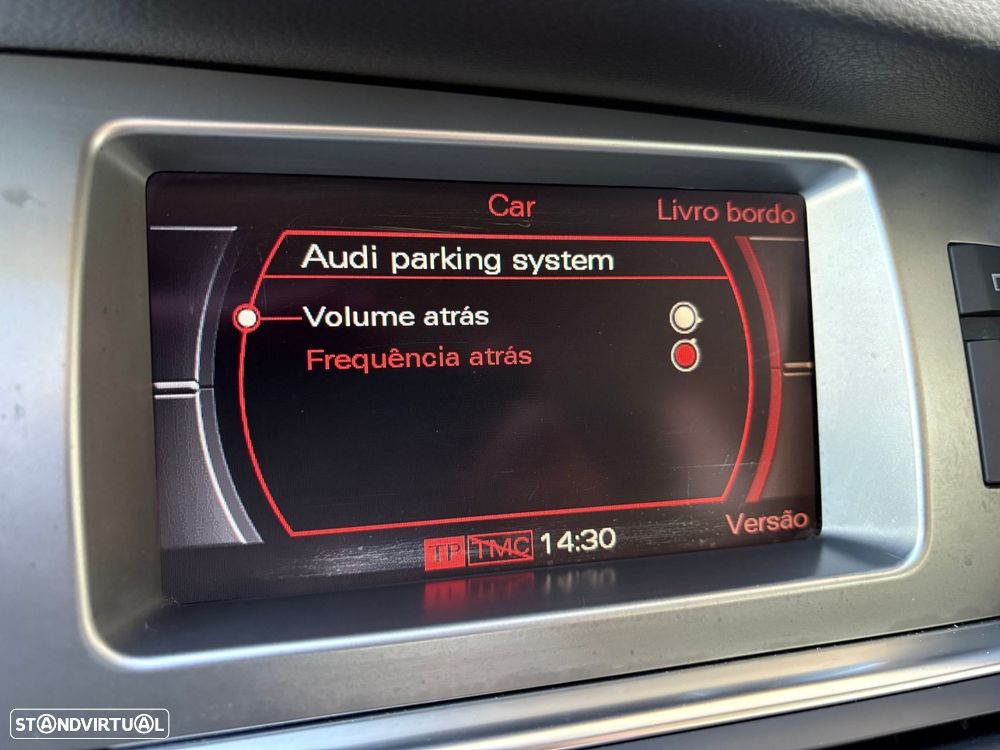 Car
Livro bordo
Audi parking system
Volume atrás
Frequência atrás
Versão
TP TMC 14:30
STANDVIRTUAL